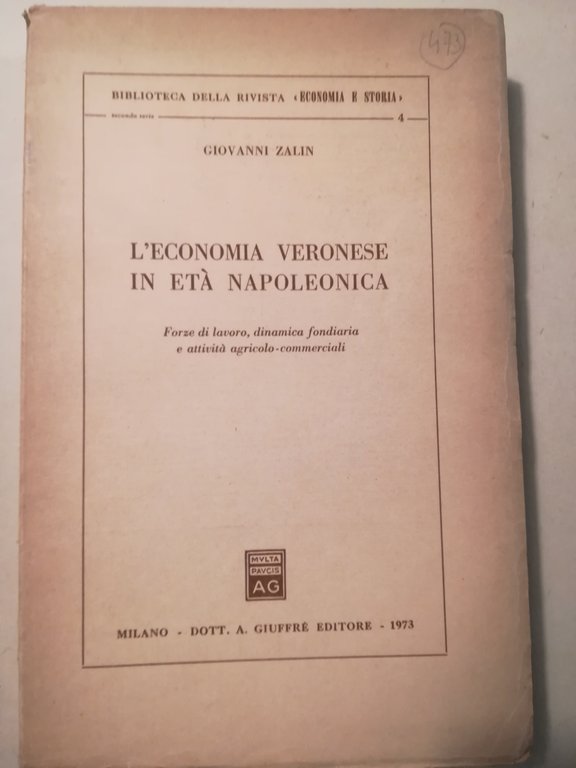 473
BIBLIOTECA DELLA RIVISTA «ECONOMIA E STORIA»
seconda serie 4
GIOVANNI ZALIN
L'ECONOMIA VERONESE
IN ETÀ NAPOLEONICA
Forze di lavoro, dinamica fondiaria
e attività agricolo-commerciali
MVLTA
PAVCIS
AG
MILANO - DOTT. A. GIUFFRÈ EDITORE - 1973